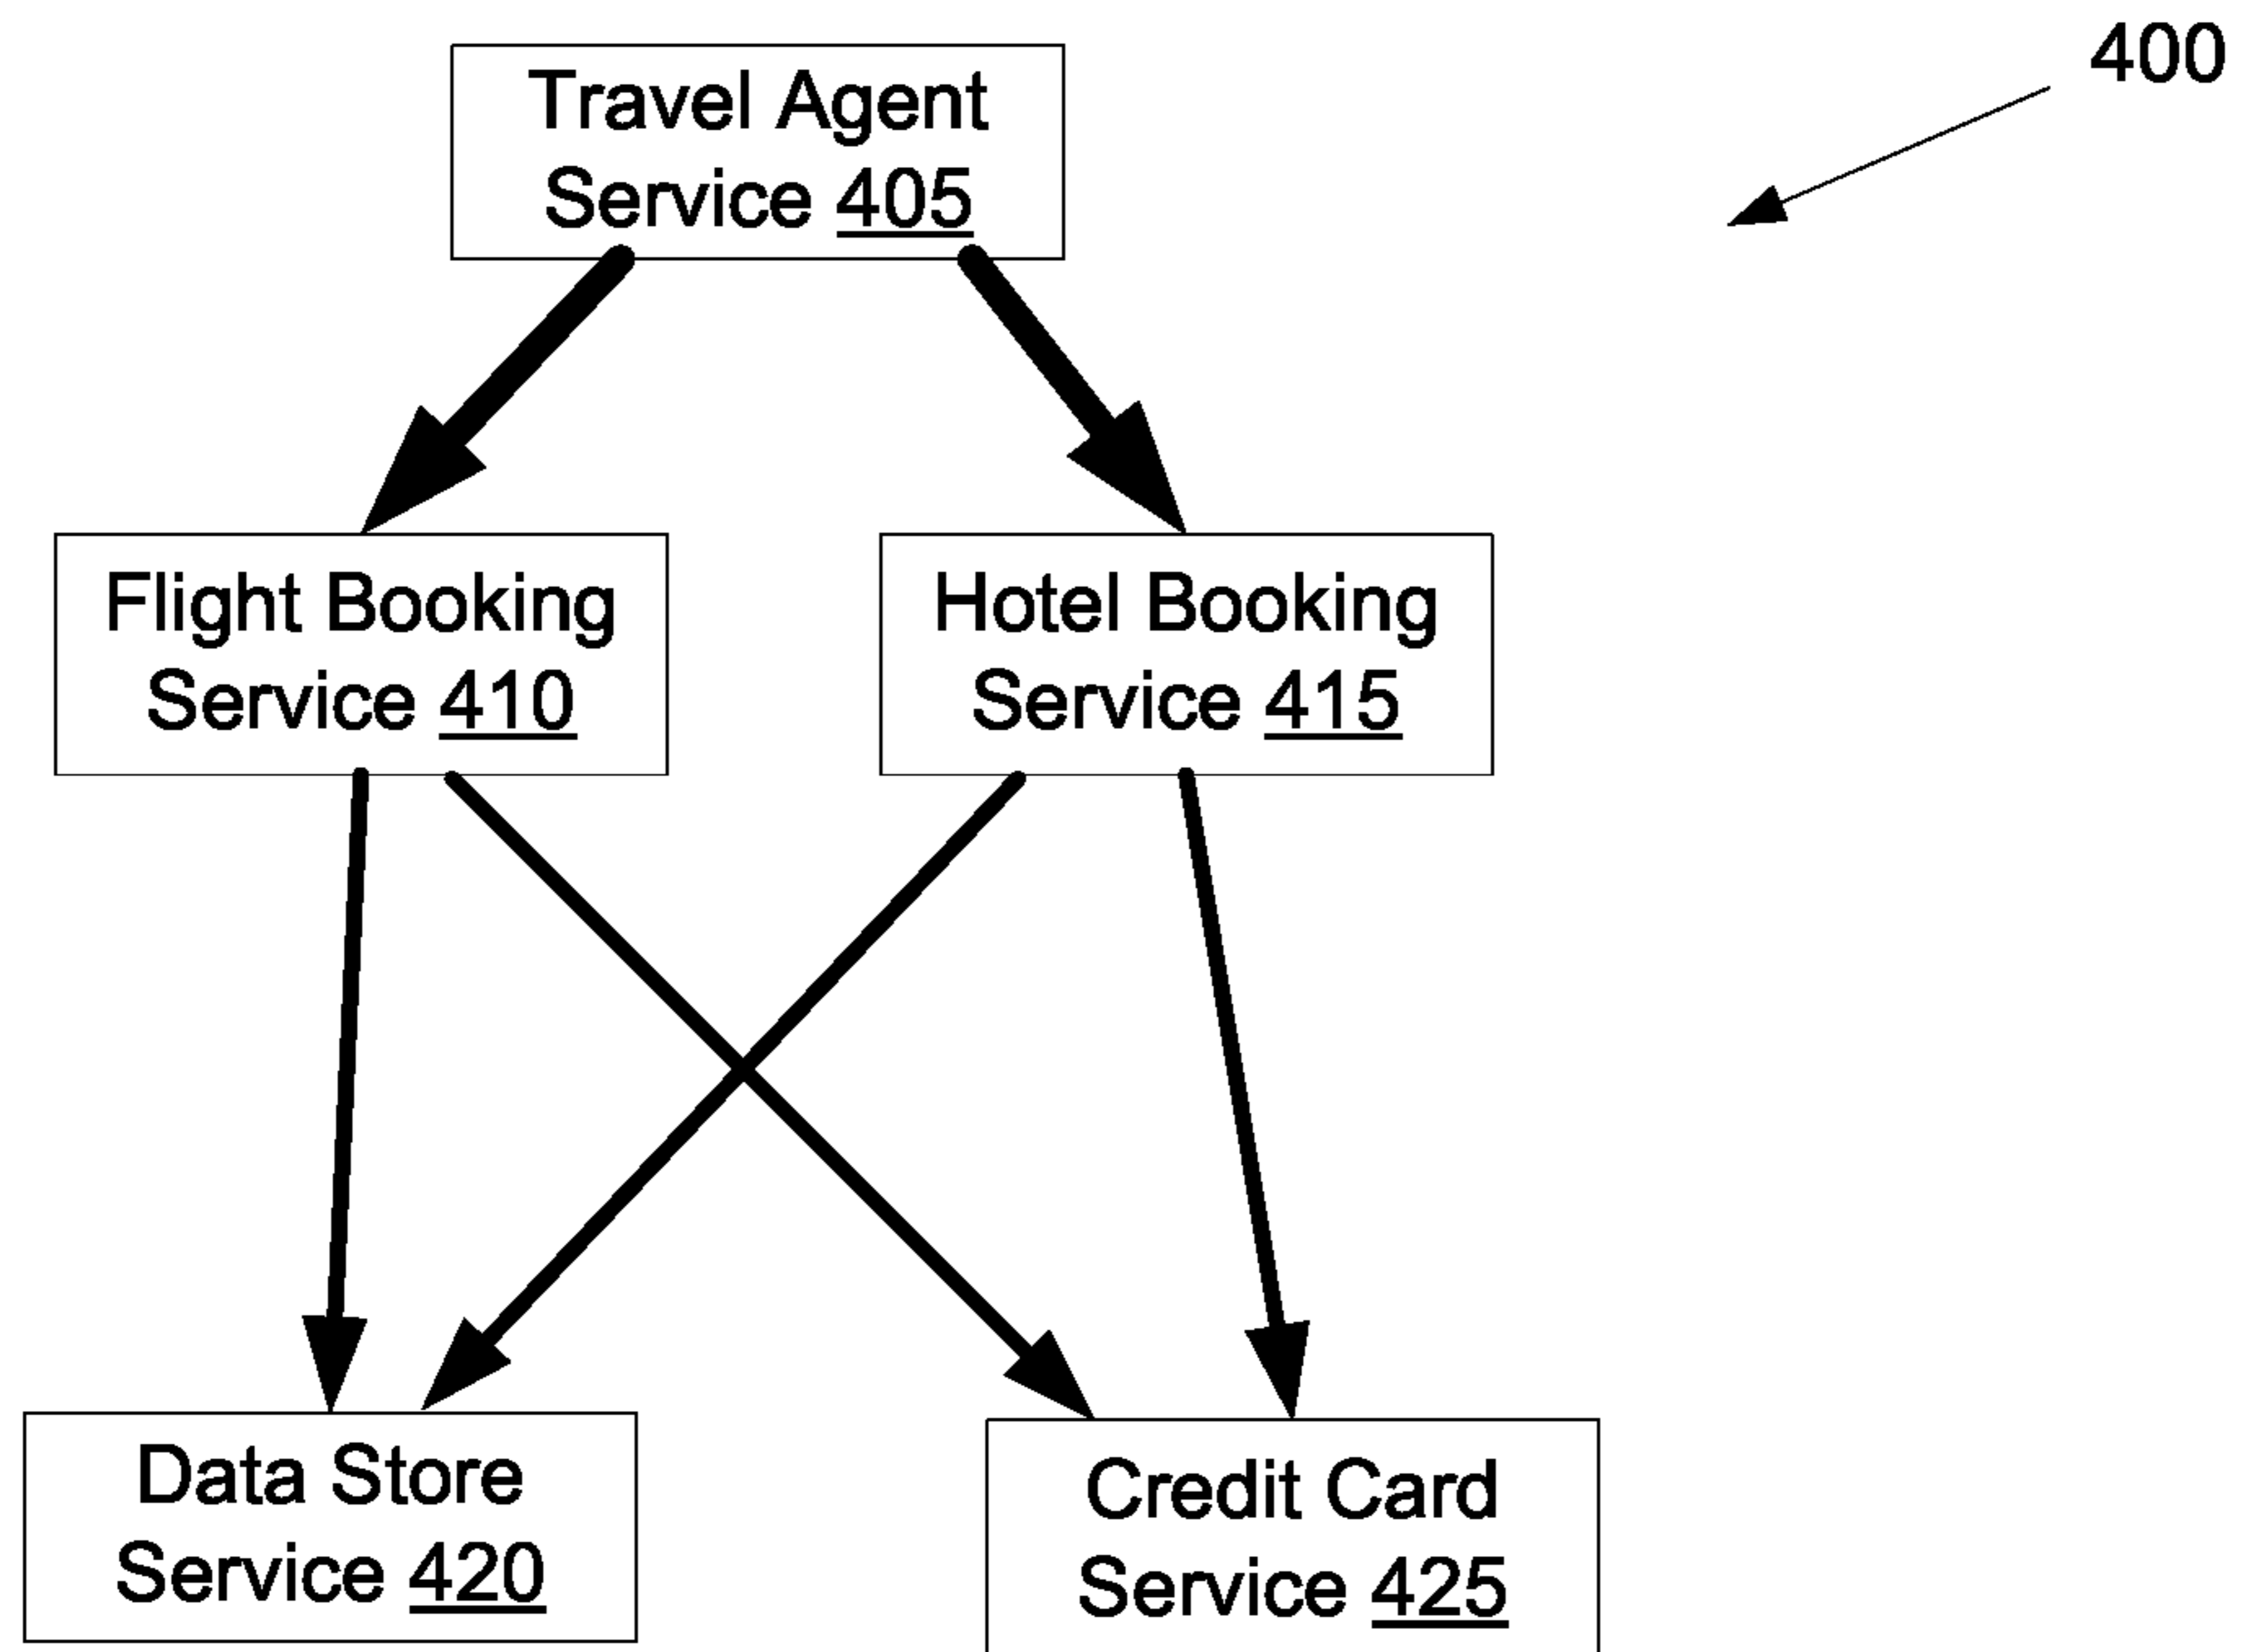 400
Travel Agent
Service 405
Flight Booking
Service 410
Hotel Booking
Service 415
Data Store
Service 420
Credit Card
Service 425